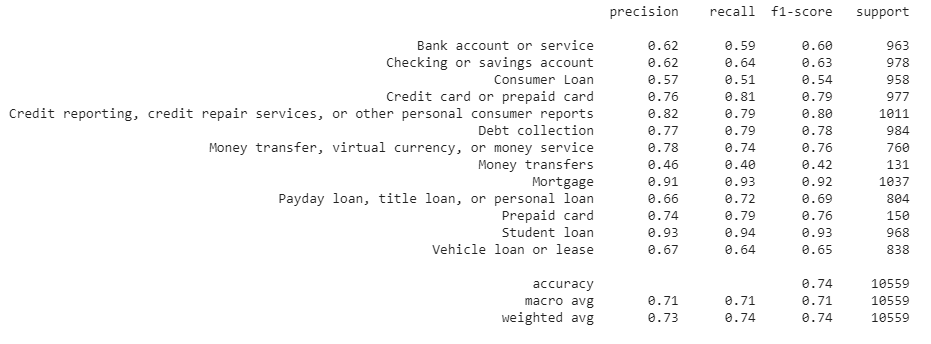 precision recall f1-score support
Bank account or service 0.62 0.59 0.60 963
Checking or savings account 0.62 0.64 0.63 978
Consumer Loan 0.57 0.51 0.54 958
Credit card or prepaid card 0.76 0.81 0.79 977
Credit reporting, credit repair services, or other personal consumer reports 0.82 0.79 0.80 1011
Debt collection 0.77 0.79 0.78 984
Money transfer, virtual currency, or money service 0.78 0.74 0.76 760
Money transfers 0.46 0.40 0.42 131
Mortgage 0.91 0.93 0.92 1037
Payday loan, title loan, or personal loan 0.66 0.72 0.69 804
Prepaid card 0.74 0.79 0.76 150
Student loan 0.93 0.94 0.93 968
Vehicle loan or lease 0.67 0.64 0.65 838
accuracy 0.74 10559
macro avg 0.71 0.71 0.71 10559
weighted avg 0.73 0.74 0.74 10559